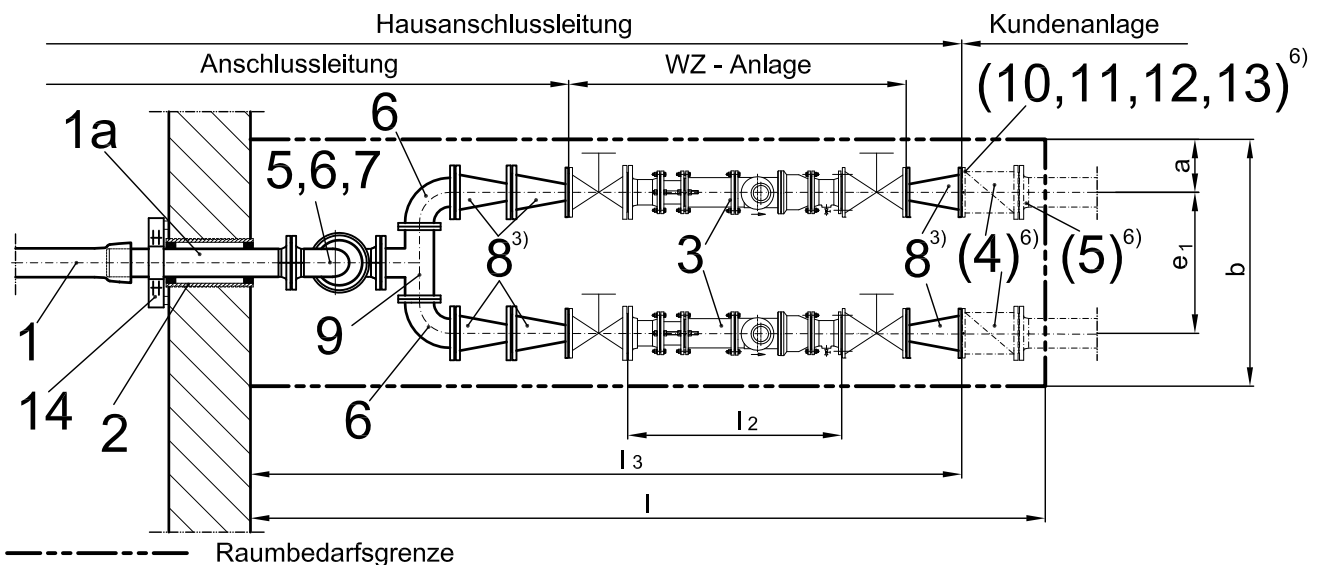 Hausanschlussleitung Kundenanlage
Anschlussleitung WZ - Anlage
(10,11,12,13)⁶⁾
6
1a
5,6,7
a
8³⁾ 3 8³⁾ (4)⁶⁾ (5)⁶⁾
e₁
b
1
9
14
2
6
l₂
l₃
l
Raumbedarfsgrenze